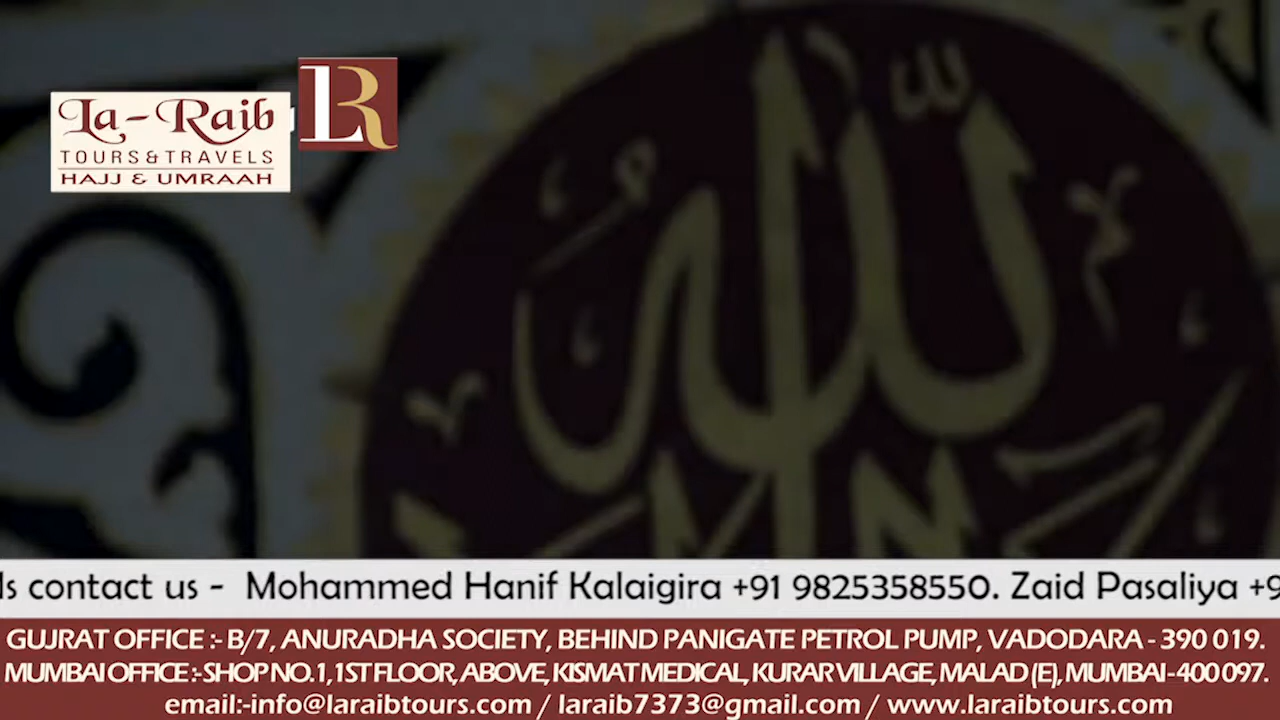 La-Raib
TOURS & TRAVELS
HAJJ & UMRAAH
LR
الله
ls contact us - Mohammed Hanif Kalaigira +91 9825358550. Zaid Pasaliya +9
GUJRAT OFFICE :- B/7, ANURADHA SOCIETY, BEHIND PANIGATE PETROL PUMP, VADODARA - 390 019.
MUMBAI OFFICE :- SHOP NO. 1, 1ST FLOOR, ABOVE, KISMAT MEDICAL, KURAR VILLAGE, MALAD (E), MUMBAI - 400 097.
email:-info@laraibtours.com / laraib7373@gmail.com / www.laraibtours.com